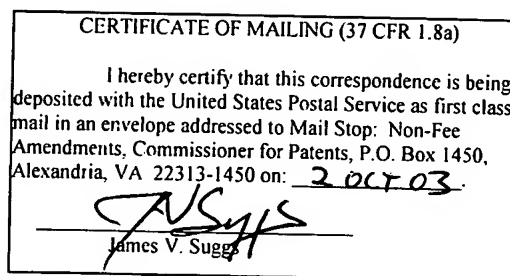 CERTIFICATE OF MAILING (37 CFR 1.8a)
I hereby certify that this correspondence is being
deposited with the United States Postal Service as first class
mail in an envelope addressed to Mail Stop: Non-Fee
Amendments, Commissioner for Patents, P.O. Box 1450,
Alexandria, VA 22313-1450 on: 2 OCT 03.
James V. Suggs